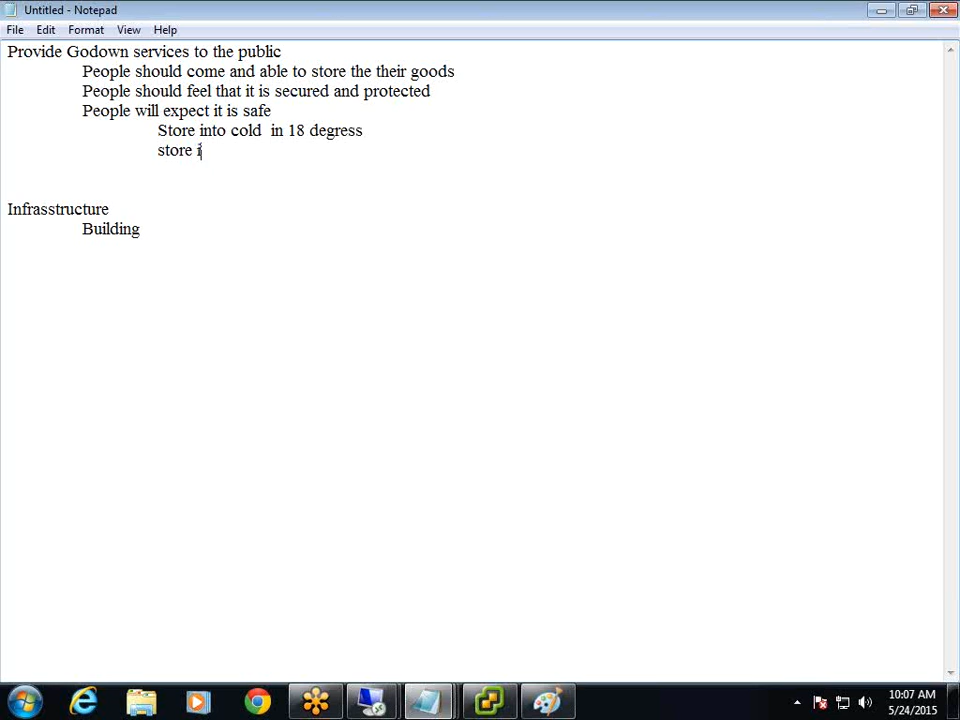 Untitled - Notepad
File Edit Format View Help
Provide Godown services to the public
People should come and able to store the their goods
People should feel that it is secured and protected
People will expect it is safe
Store into cold  in 18 degress
store i
Infrasstructure
Building
10:07 AM
5/24/2015